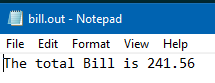 bill.out - Notepad
File Edit Format View Help
The total Bill is 241.56